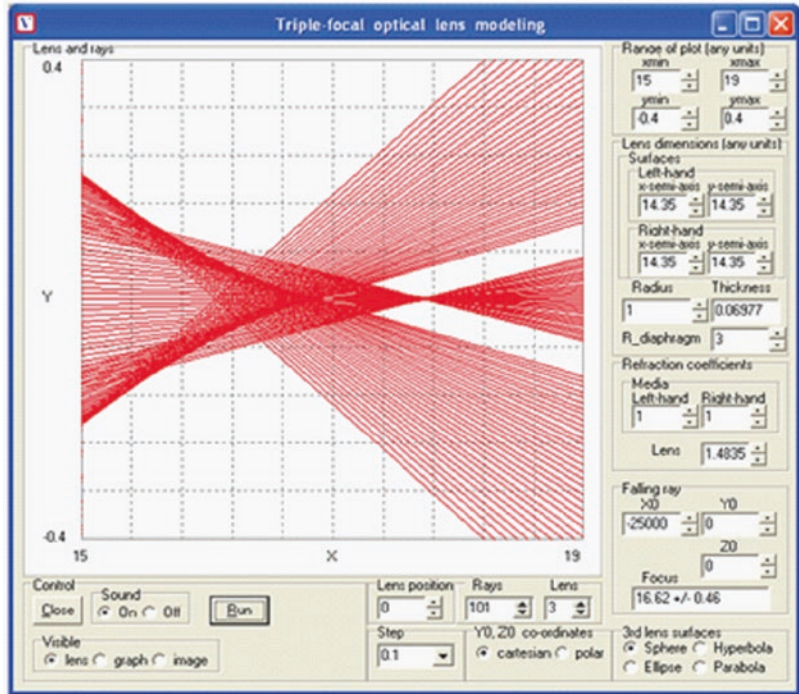 Triple-focal optical lens modeling
Lens and rays
0.4
Y
-0.4
15
X
19
Range of plot (any units)
xmin xmax
15 19
ymin ymax
-0.4 0.4
Lens dimensions (any units)
Surfaces
Left-hand
x-semi-axis y-semi-axis
14.35 14.35
Right-hand
x-semi-axis y-semi-axis
14.35 14.35
Radius Thickness
1 0.06977
R_diaphragm 3
Refraction coefficients
Media
Left-hand Right-hand
1 1
Lens 1.4835
Falling ray
X0 Y0
-25000 0
Z0
0
Focus
16.62 +/- 0.46
Control
Close
Sound
On Off
Run
Visible
lens graph image
Lens position Rays Lens
0 101 3
Step
0.1
Y0, Z0 co-ordinates
cartesian polar
3rd lens surfaces
Sphere Hyperbola
Ellipse Parabola